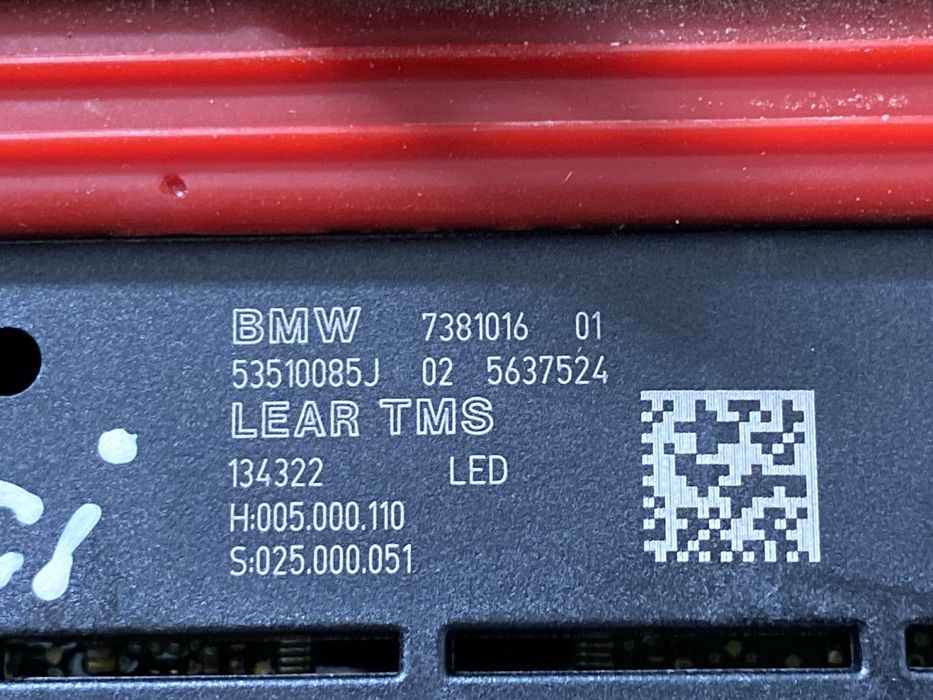 BMW 7381016 01
53510085J 02 5637524
LEAR TMS
134322 LED
H:005.000.110
S:025.000.051